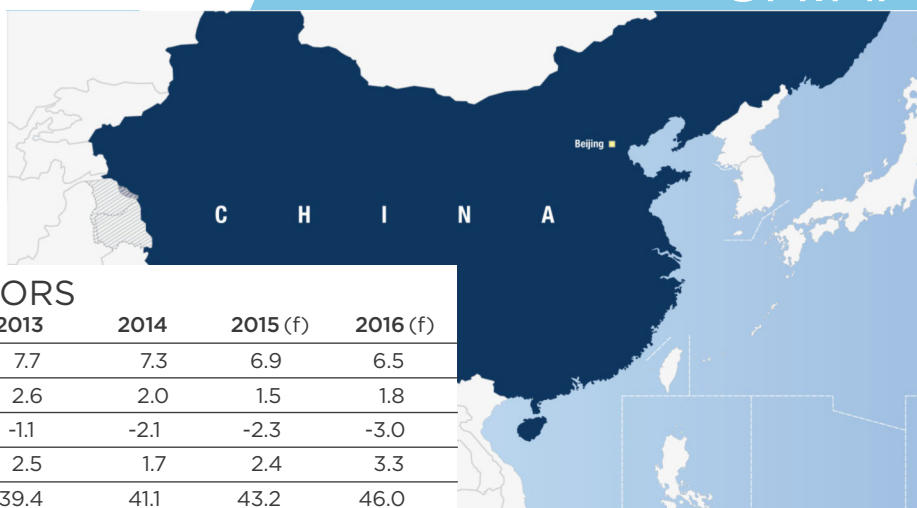 Beijing
C H I N A
ORS
2013 2014 2015 (f) 2016 (f)
7.7 7.3 6.9 6.5
2.6 2.0 1.5 1.8
-1.1 -2.1 -2.3 -3.0
2.5 1.7 2.4 3.3
39.4 41.1 43.2 46.0